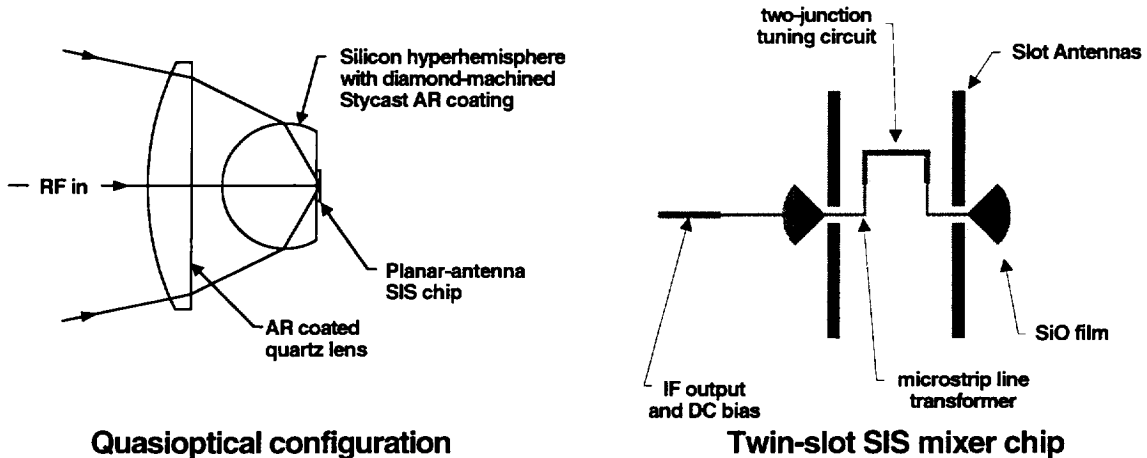 Silicon hyperhemisphere
with diamond-machined
Stycast AR coating
RF in
Planar-antenna
SIS chip
AR coated
quartz lens
Quasioptical configuration
two-junction
tuning circuit
Slot Antennas
SiO film
IF output
and DC bias
microstrip line
transformer
Twin-slot SIS mixer chip